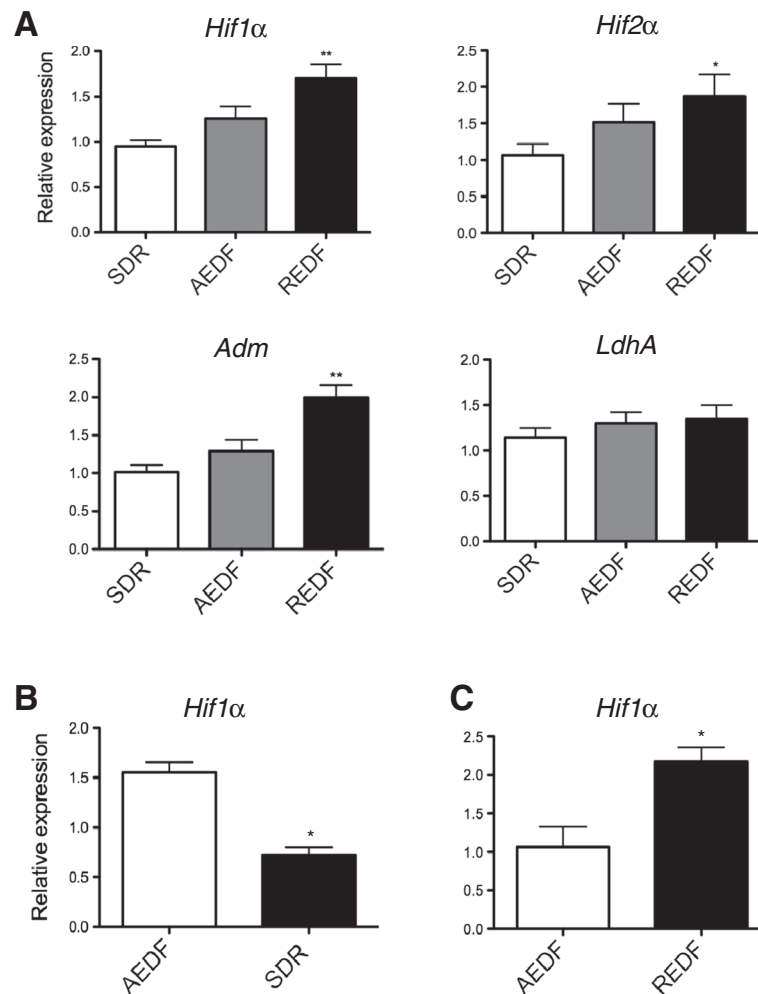 A
Hif1α
Relative expression
2.0
1.5
1.0
0.5
0.0
**
SDR
AEDF
REDF
Hif2α
2.5
2.0
1.5
1.0
0.5
0.0
*
SDR
AEDF
REDF
Adm
2.5
2.0
1.5
1.0
0.5
0.0
**
SDR
AEDF
REDF
LdhA
2.0
1.5
1.0
0.5
0.0
SDR
AEDF
REDF
B
Hif1α
Relative expression
2.0
1.5
1.0
0.5
0.0
*
AEDF
SDR
C
Hif1α
2.5
2.0
1.5
1.0
0.5
0.0
*
AEDF
REDF